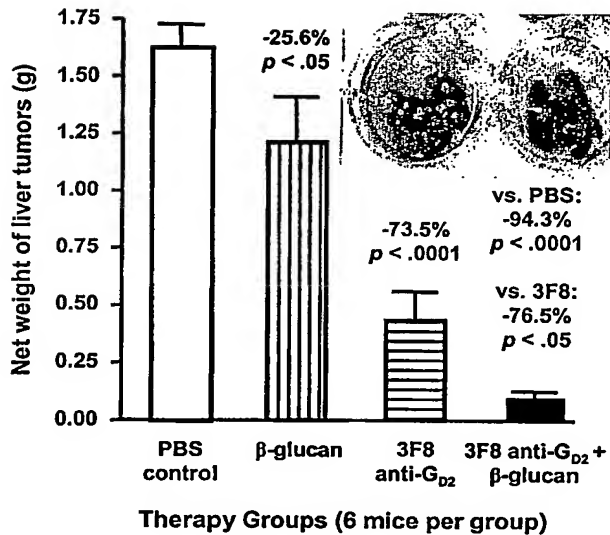 Net weight of liver tumors (g)
1.75
1.50
1.25
1.00
0.75
0.50
0.25
0.00
-25.6%
p < .05
-73.5%
p < .0001
vs. PBS:
-94.3%
p < .0001
vs. 3F8:
-76.5%
p < .05
PBS
control
β-glucan
3F8
anti-G_D2
3F8 anti-G_D2 +
β-glucan
Therapy Groups (6 mice per group)